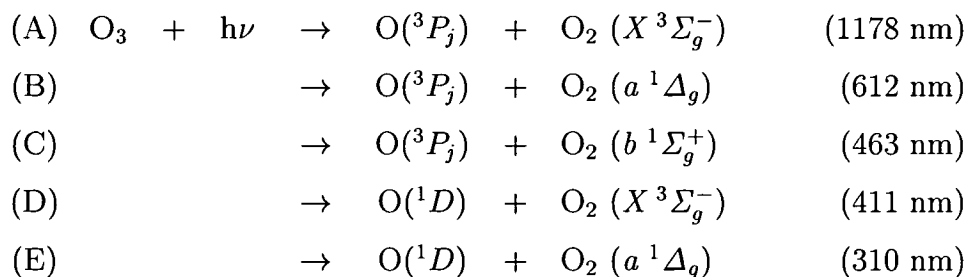 (A) O₃ + hν → O(³Pⱼ) + O₂ (X ³Σg⁻) (1178 nm)
(B) → O(³Pⱼ) + O₂ (a ¹Δg) (612 nm)
(C) → O(³Pⱼ) + O₂ (b ¹Σg⁺) (463 nm)
(D) → O(¹D) + O₂ (X ³Σg⁻) (411 nm)
(E) → O(¹D) + O₂ (a ¹Δg) (310 nm)